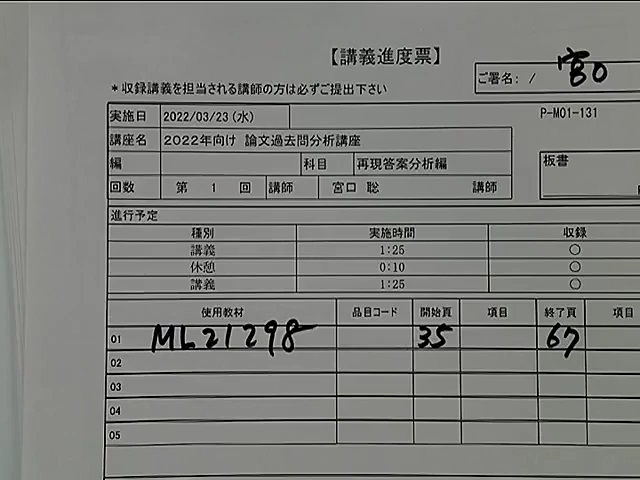 【講義進度票】
ご署名: / 宮口
*収録講義を担当される講師の方は必ずご提出下さい
P-M01-131
実施日 2022/03/23(水)
講座名 2022年向け 論文過去問分析講座
編 科目 再現答案分析編
板書
回数 第 1 回 講師 宮口 聡 講師
進行予定
種別 実施時間 収録
講義 1:25 ○
休憩 0:10 ○
講義 1:25 ○
使用教材 品目コード 開始頁 項目 終了頁 項目
01 ML21298 35 67
02
03
04
05